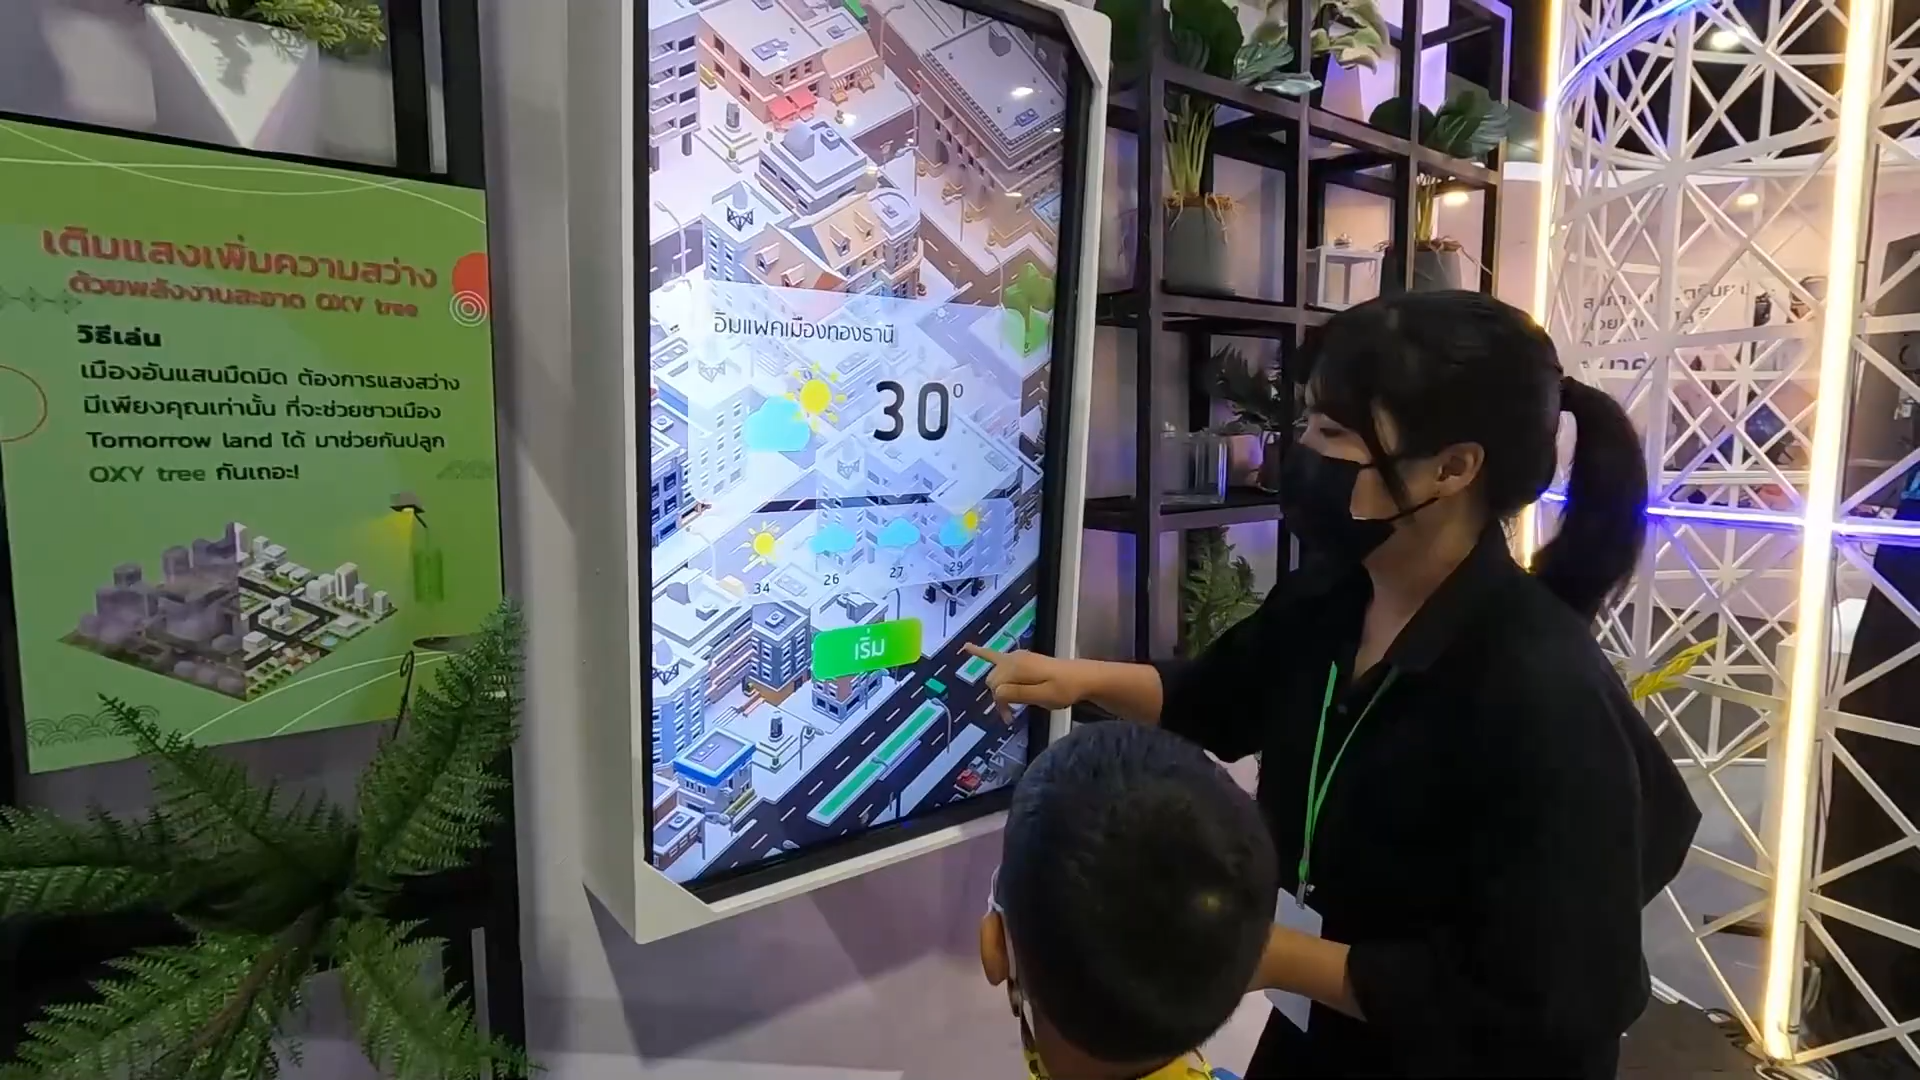 เติมแสงเพิ่มความสว่าง
ด้วยพลังงานสะอาด OXY tree
วิธีเล่น
เมืองอันแสนมืดมิด ต้องการแสงสว่าง
มีเพียงคุณเท่านั้น ที่จะช่วยชาวเมือง
Tomorrow land ได้ มาช่วยกันปลูก
OXY tree กันเถอะ!
อิมแพคเมืองทองธานี
30°
34 26 27 29
เริ่ม